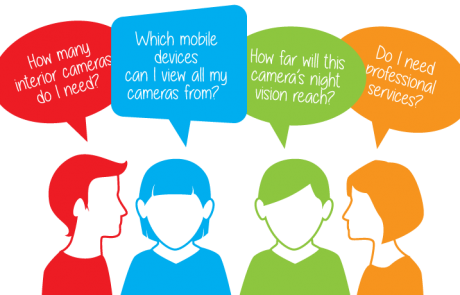 How many
interior cameras
do I need?
Which mobile
devices
can I view all my
cameras from?
How far will this
camera's night
vision reach?
Do I need
professional
services?